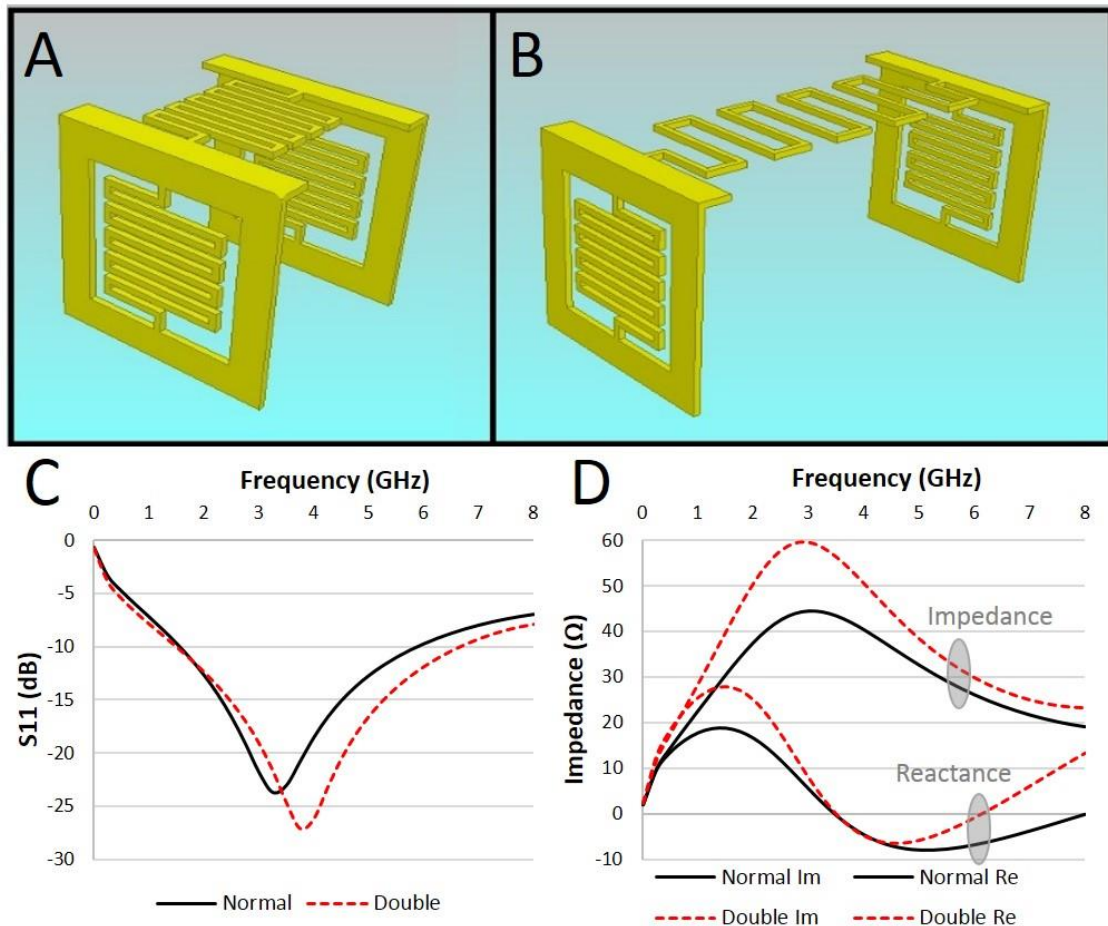 A
B
C
Frequency (GHz)
0 1 2 3 4 5 6 7 8
0
-5
-10
-15
-20
-25
-30
S11 (dB)
Normal Double
D
Frequency (GHz)
0 1 2 3 4 5 6 7 8
60
50
40
30
20
10
0
-10
Impedance (Ω)
Impedance
Reactance
Normal Im Normal Re
Double Im Double Re